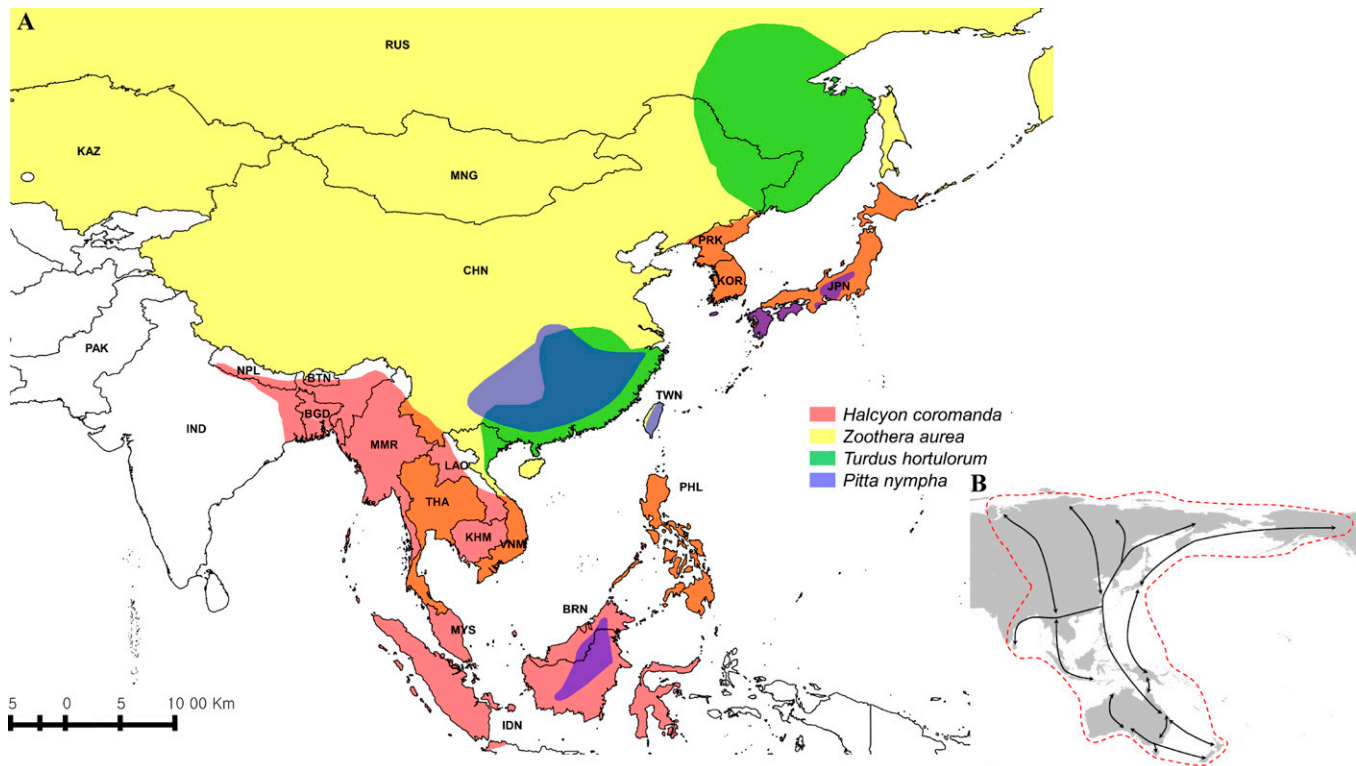 A
RUS
KAZ
MNG
CHN
PRK
KOR
JPN
PAK
NPL
BTN
BGD
IND
MMR
LAO
THA
KHM
VNM
TWN
PHL
BRN
MYS
IDN
Halcyon coromanda
Zoothera aurea
Turdus hortulorum
Pitta nympha
B
5 0 5 10 00 Km